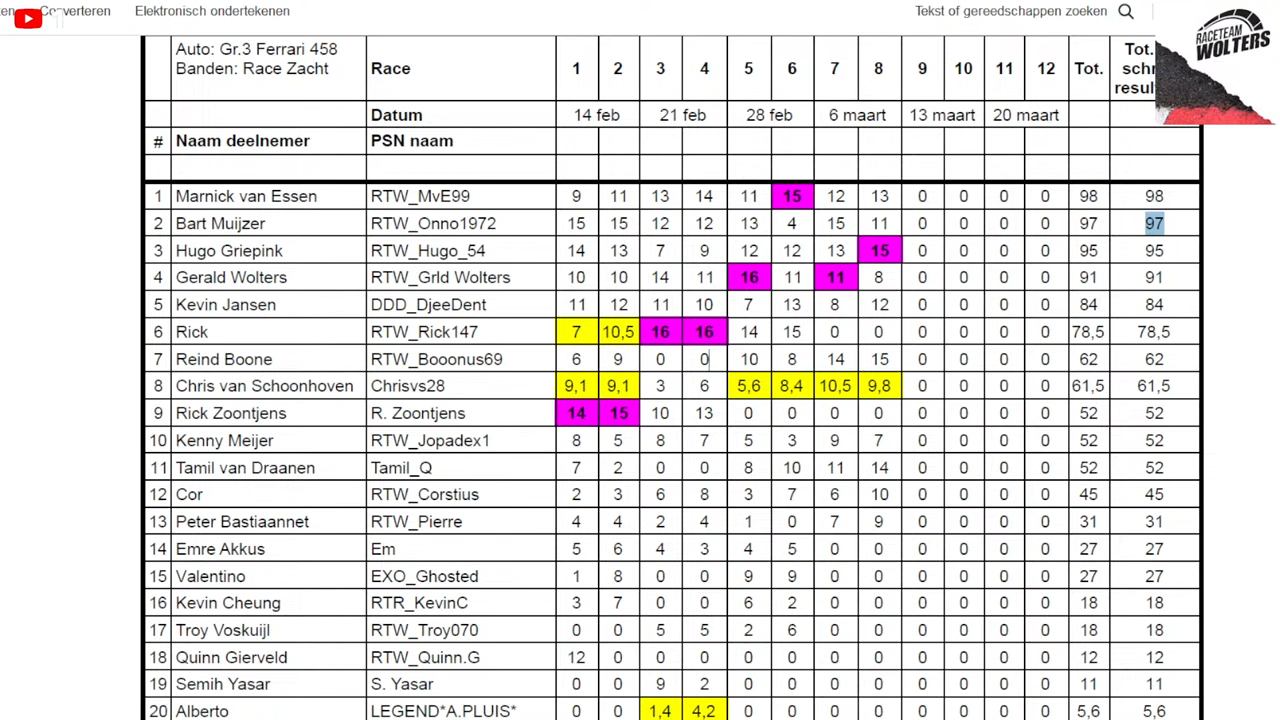 Converteren Elektronisch ondertekenen Tekst of gereedschappen zoeken
RACETEAM
WOLTERS
Auto: Gr.3 Ferrari 458
Banden: Race Zacht Race 1 2 3 4 5 6 7 8 9 10 11 12 Tot. Tot.
Datum 14 feb 21 feb 28 feb 6 maart 13 maart 20 maart
# Naam deelnemer PSN naam
1 Marnick van Essen RTW_MvE99 9 11 13 14 11 15 12 13 0 0 0 0 98 98
2 Bart Muijzer RTW_Onno1972 15 15 12 12 13 4 15 11 0 0 0 0 97 97
3 Hugo Griepink RTW_Hugo_54 14 13 7 9 12 12 13 15 0 0 0 0 95 95
4 Gerald Wolters RTW_Grld Wolters 10 10 14 11 16 11 11 8 0 0 0 0 91 91
5 Kevin Jansen DDD_DjeeDent 11 12 11 10 7 13 8 12 0 0 0 0 84 84
6 Rick RTW_Rick147 7 10,5 16 16 14 15 0 0 0 0 0 0 78,5 78,5
7 Reind Boone RTW_Booonus69 6 9 0 0 10 8 14 15 0 0 0 0 62 62
8 Chris van Schoonhoven Chrisvs28 9,1 9,1 3 6 5,6 8,4 10,5 9,8 0 0 0 0 61,5 61,5
9 Rick Zoontjens R. Zoontjens 14 15 10 13 0 0 0 0 0 0 0 0 52 52
10 Kenny Meijer RTW_Jopadex1 8 5 8 7 5 3 9 7 0 0 0 0 52 52
11 Tamil van Draanen Tamil_Q 7 2 0 0 8 10 11 14 0 0 0 0 52 52
12 Cor RTW_Corstius 2 3 6 8 3 7 6 10 0 0 0 0 45 45
13 Peter Bastiaannet RTW_Pierre 4 4 2 4 1 0 7 9 0 0 0 0 31 31
14 Emre Akkus Em 5 6 4 3 4 5 0 0 0 0 0 0 27 27
15 Valentino EXO_Ghosted 1 8 0 0 9 9 0 0 0 0 0 0 27 27
16 Kevin Cheung RTR_KevinC 3 7 0 0 6 2 0 0 0 0 0 0 18 18
17 Troy Voskuijl RTW_Troy070 0 0 5 5 2 6 0 0 0 0 0 0 18 18
18 Quinn Gierveld RTW_Quinn.G 12 0 0 0 0 0 0 0 0 0 0 0 12 12
19 Semih Yasar S. Yasar 0 0 9 2 0 0 0 0 0 0 0 0 11 11
20 Alberto LEGEND*A.PLUIS* 0 0 1,4 4,2 0 0 0 0 0 0 0 0 5,6 5,6